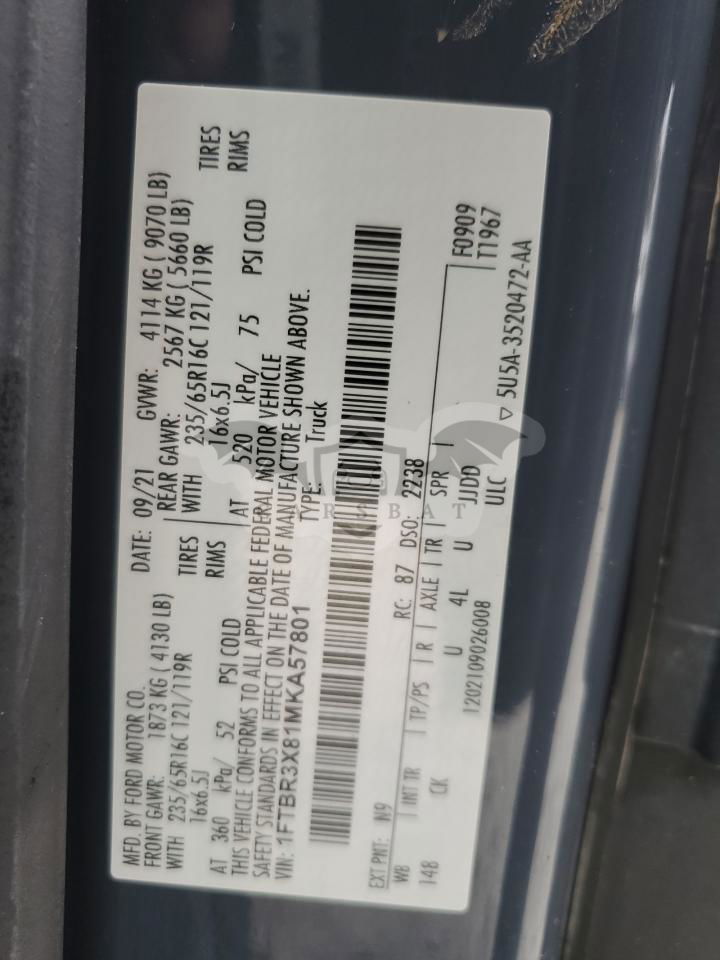 MFD. BY FORD MOTOR CO. DATE: 09/21 GVWR: 4114 KG ( 9070 LB)
FRONT GAWR: 1873 KG ( 4130 LB) REAR GAWR: 2567 KG ( 5660 LB)
WITH 235/65R16C 121/119R TIRES WITH 235/65R16C 121/119R TIRES
16x6.5J RIMS 16x6.5J RIMS
AT 360 kPa/ 52 PSI COLD AT 520 kPa/ 75 PSI COLD
THIS VEHICLE CONFORMS TO ALL APPLICABLE FEDERAL MOTOR VEHICLE
SAFETY STANDARDS IN EFFECT ON THE DATE OF MANUFACTURE SHOWN ABOVE.
VIN: 1FTBR3X81MKA57801 TYPE: Truck
EXT PNT: N9 RC: 87 DSO: 2238
WB INT TR TP/PS R AXLE TR SPR F0909
148 CK U 4L U JJDD T1967
1202109026008 ULC ▽ 5U5A-3520472-AA